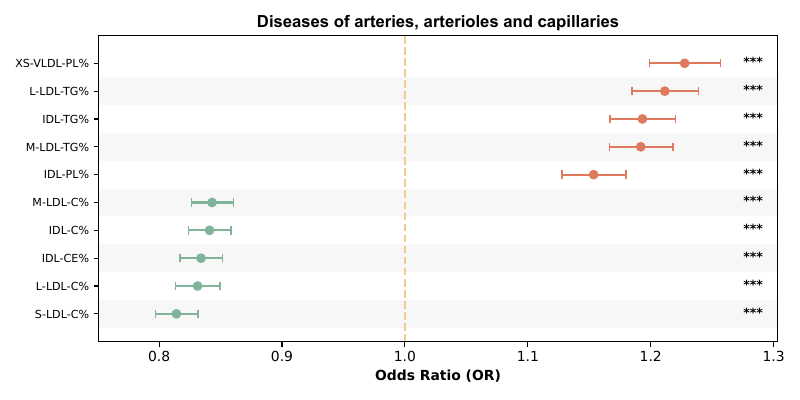 Diseases of arteries, arterioles and capillaries
XS-VLDL-PL% ***
L-LDL-TG% ***
IDL-TG% ***
M-LDL-TG% ***
IDL-PL% ***
M-LDL-C% ***
IDL-C% ***
IDL-CE% ***
L-LDL-C% ***
S-LDL-C% ***
0.8 0.9 1.0 1.1 1.2 1.3
Odds Ratio (OR)